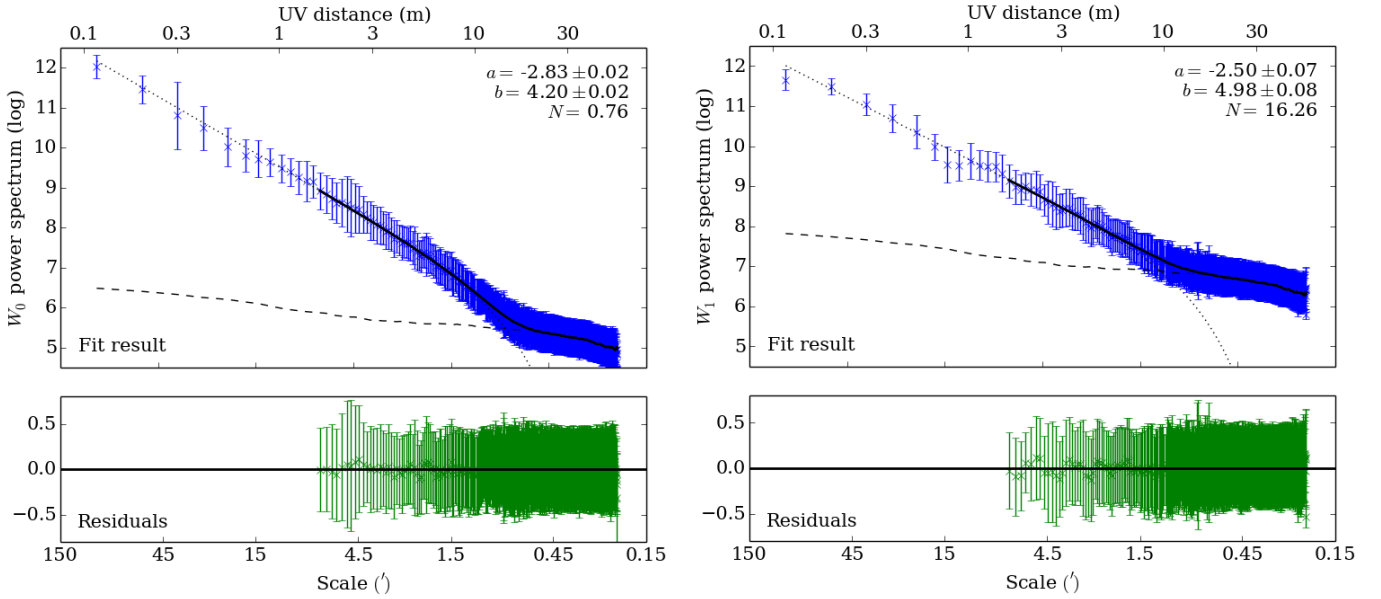 UV distance (m)
0.1 0.3 1 3 10 30
W0 power spectrum (log)
12
11
10
9
8
7
6
5
a = -2.83 ±0.02
b = 4.20 ±0.02
N = 0.76
Fit result
0.5
0.0
−0.5
Residuals
150 45 15 4.5 1.5 0.45 0.15
Scale (′)
UV distance (m)
0.1 0.3 1 3 10 30
W1 power spectrum (log)
12
11
10
9
8
7
6
5
a = -2.50 ±0.07
b = 4.98 ±0.08
N = 16.26
Fit result
0.5
0.0
−0.5
Residuals
150 45 15 4.5 1.5 0.45 0.15
Scale (′)